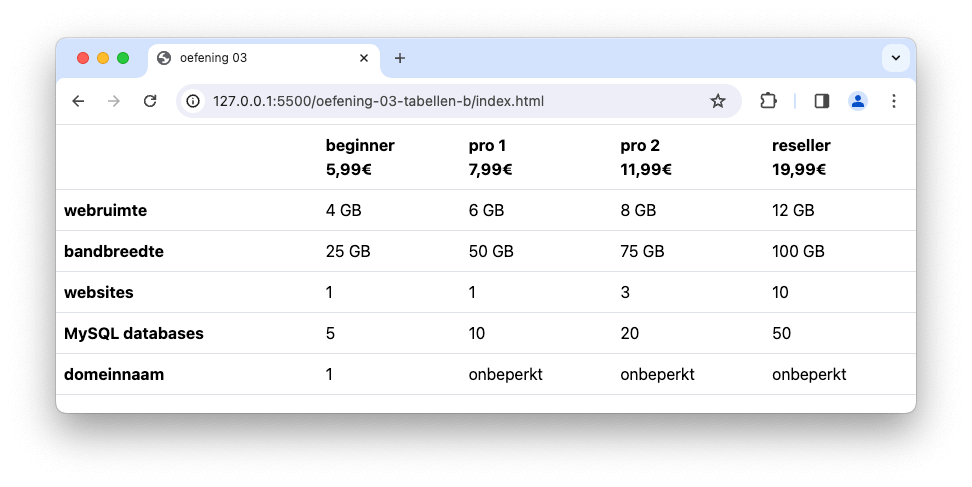 oefening 03
127.0.0.1:5500/oefening-03-tabellen-b/index.html
beginner pro 1 pro 2 reseller
5,99€ 7,99€ 11,99€ 19,99€
webruimte 4 GB 6 GB 8 GB 12 GB
bandbreedte 25 GB 50 GB 75 GB 100 GB
websites 1 1 3 10
MySQL databases 5 10 20 50
domeinnaam 1 onbeperkt onbeperkt onbeperkt